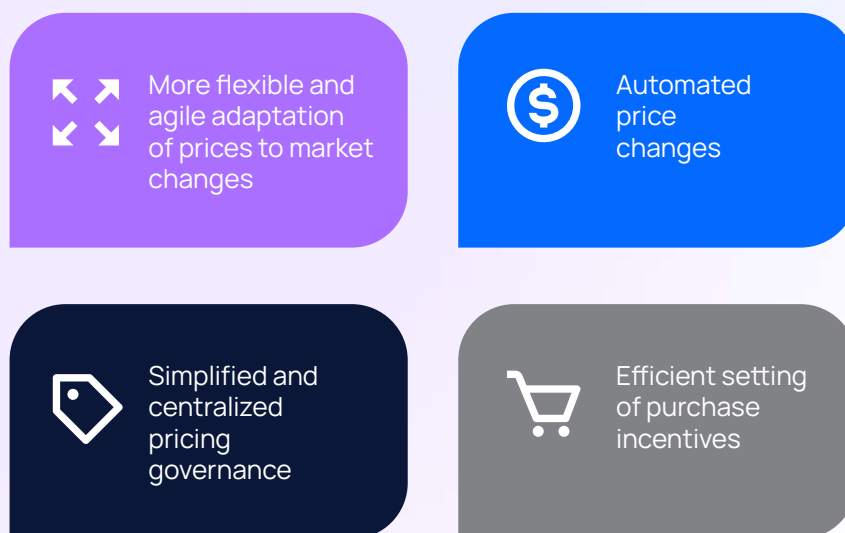 More flexible and
agile adaptation
of prices to market
changes
Automated
price
changes
Simplified and
centralized
pricing
governance
Efficient setting
of purchase
incentives